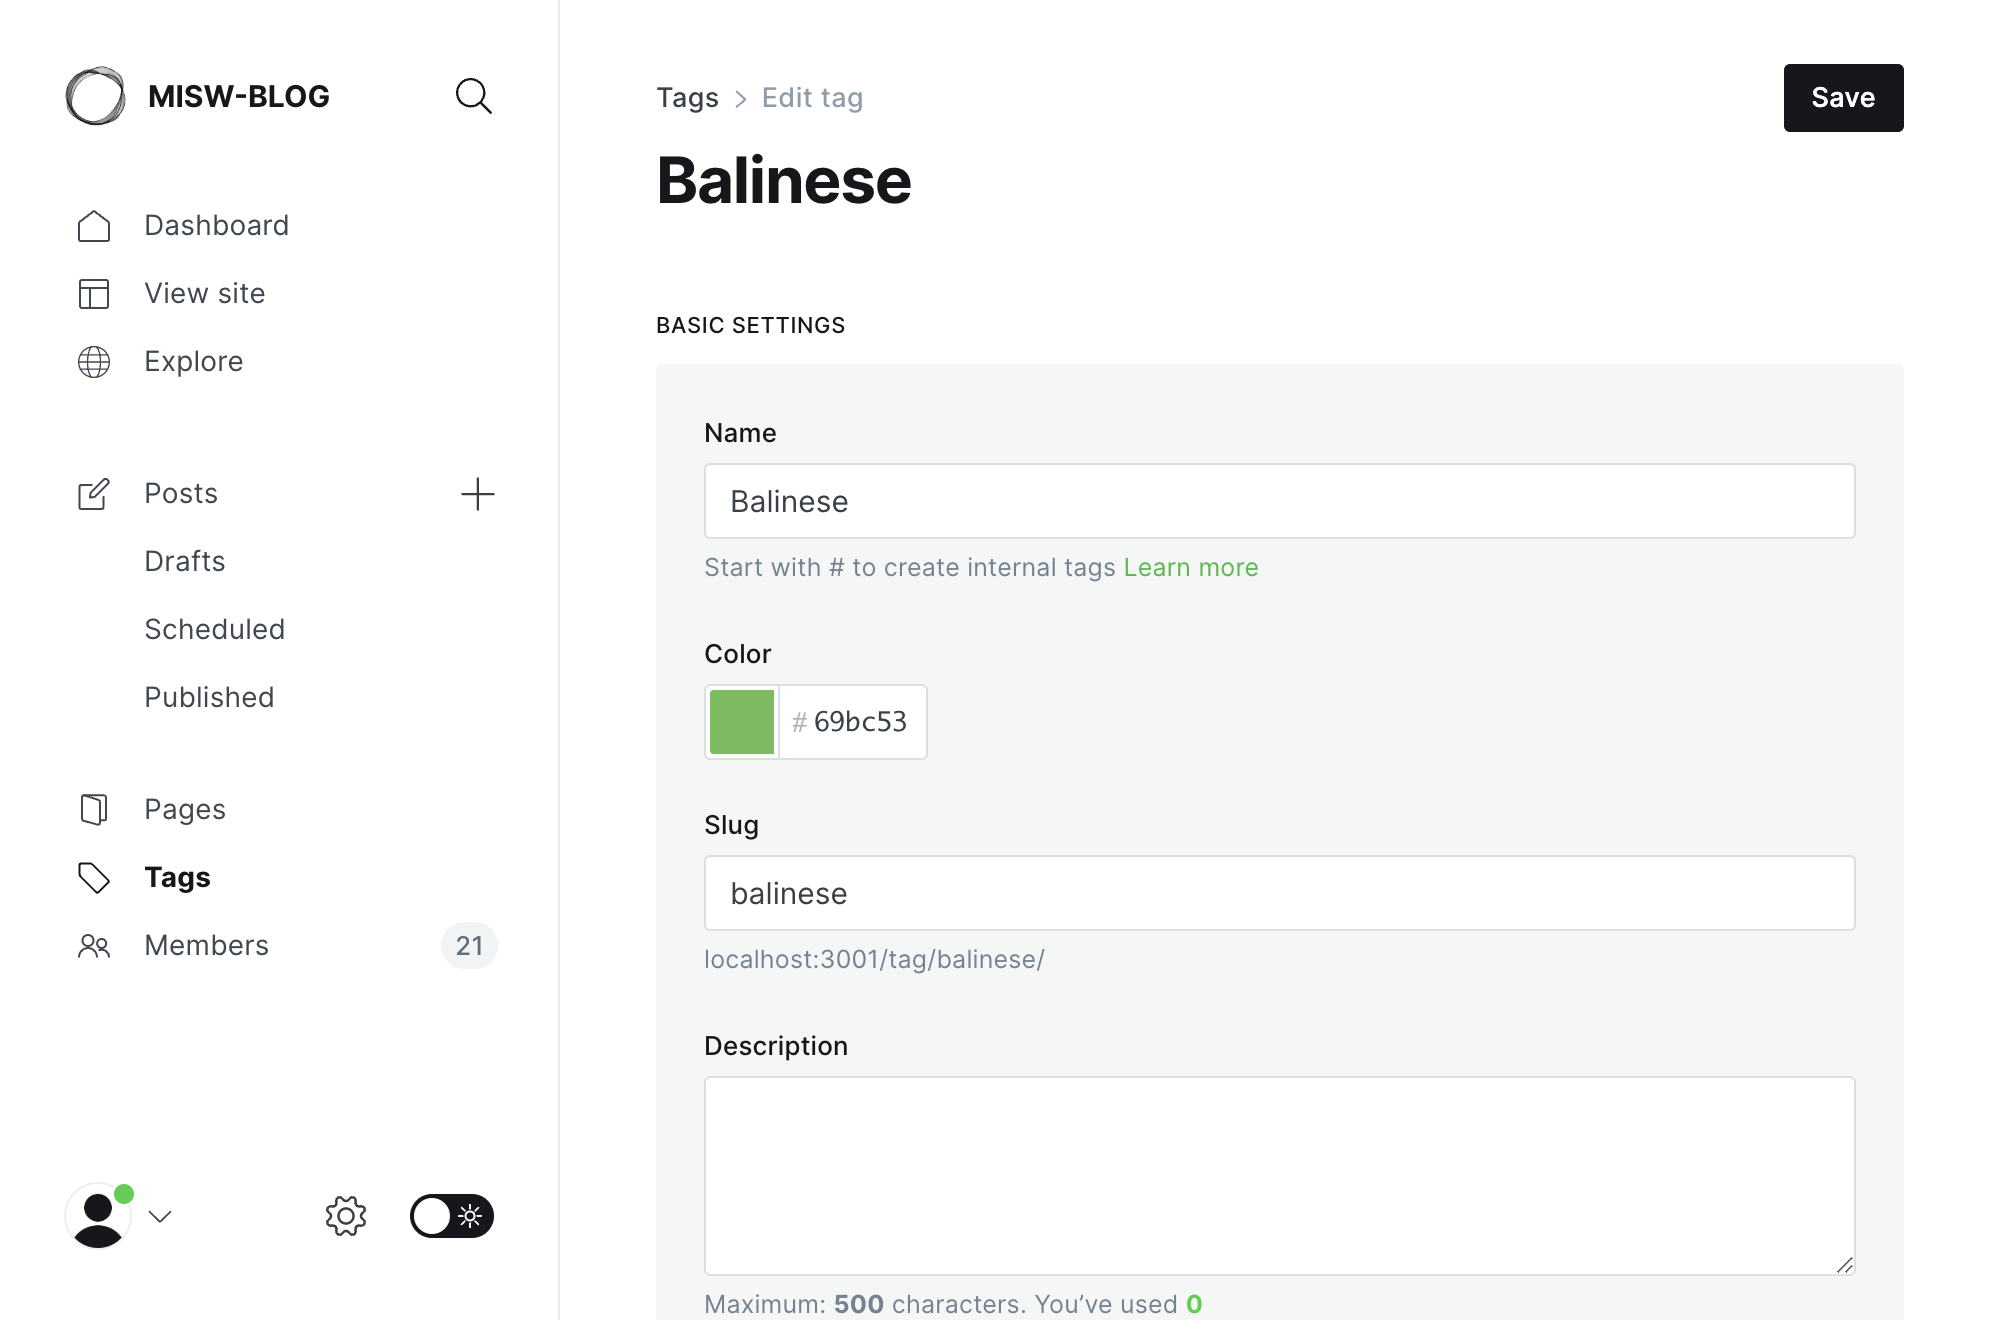 MISW-BLOG
Dashboard
View site
Explore
Posts
Drafts
Scheduled
Published
Pages
Tags
Members 21
Tags > Edit tag
Save
Balinese
BASIC SETTINGS
Name
Balinese
Start with # to create internal tags Learn more
Color
# 69bc53
Slug
balinese
localhost:3001/tag/balinese/
Description
Maximum: 500 characters. You’ve used 0